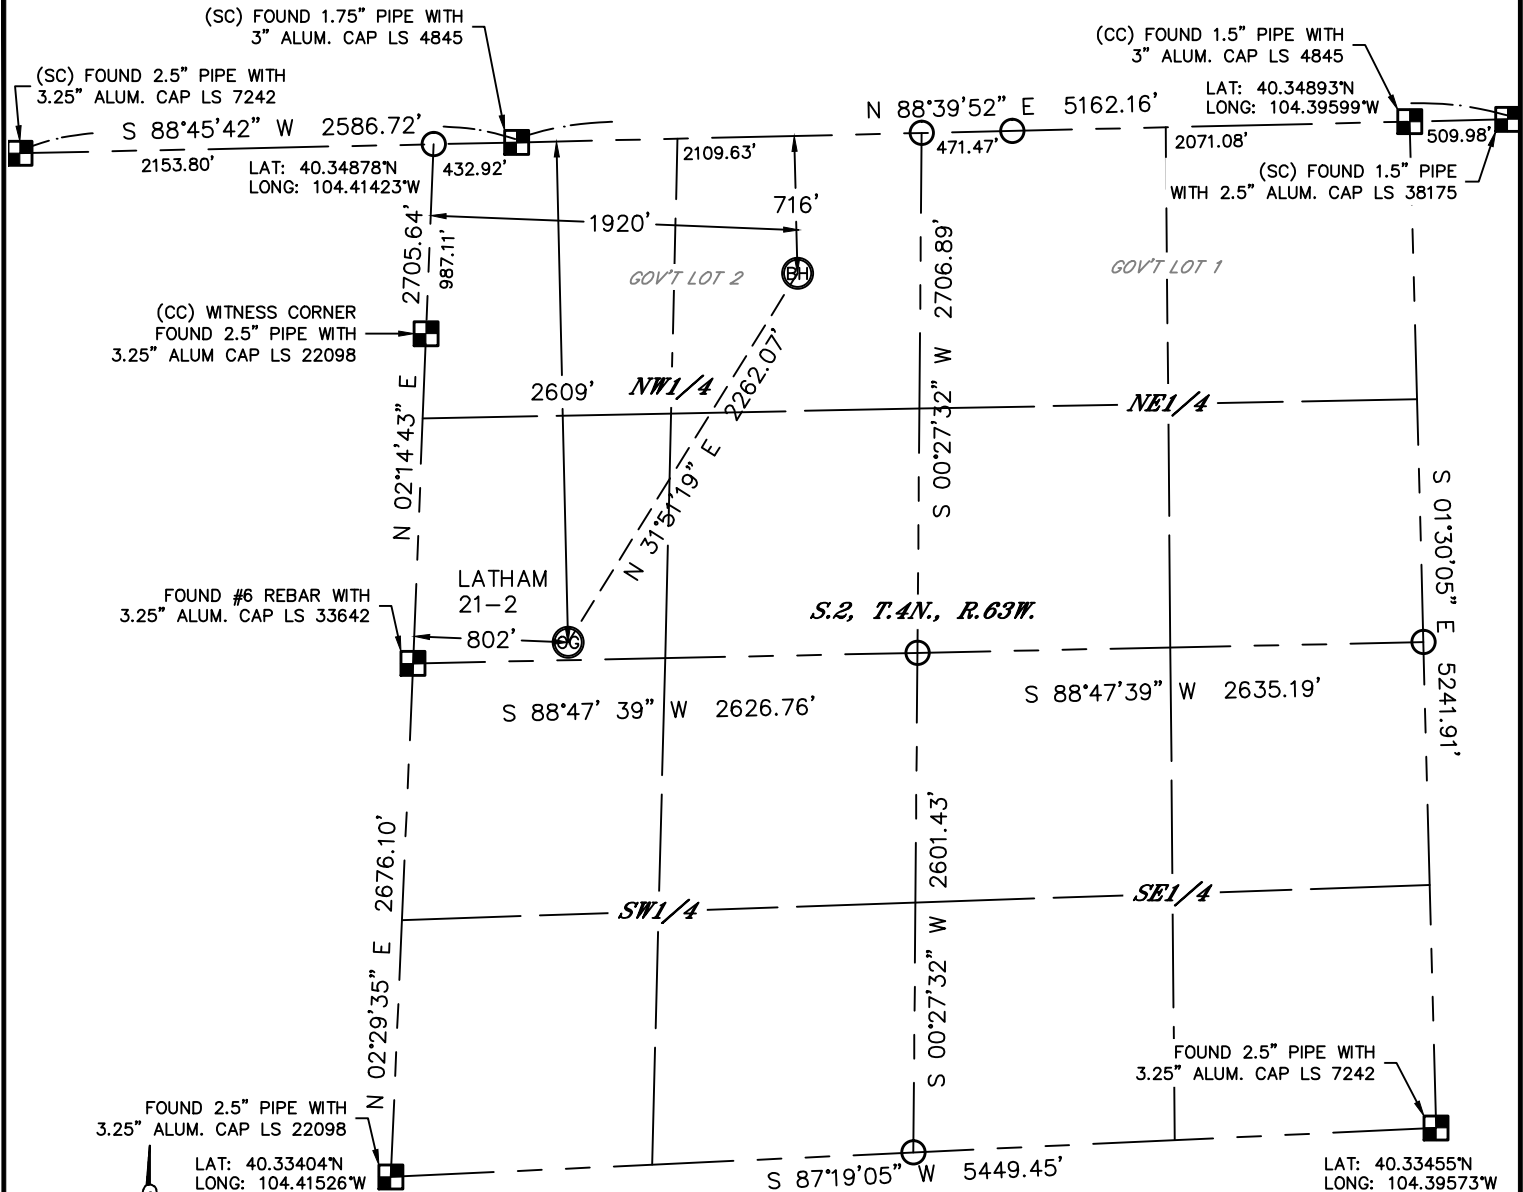 (SC) FOUND 1.75" PIPE WITH
3" ALUM. CAP LS 4845
(CC) FOUND 1.5" PIPE WITH
3" ALUM. CAP LS 4845
(SC) FOUND 2.5" PIPE WITH
3.25" ALUM. CAP LS 7242
LAT: 40.34893°N
LONG: 104.39599°W
N 88°39'52" E 5162.16'
S 88°45'42" W 2586.72'
2153.80'
432.92'
2109.63'
471.47'
2071.08'
509.98'
LAT: 40.34878°N
LONG: 104.41423°W
(SC) FOUND 1.5" PIPE
WITH 2.5" ALUM. CAP LS 38175
716'
1920'
2705.64'
987.11'
GOV'T LOT 2
BH
GOV'T LOT 1
2706.89'
(CC) WITNESS CORNER
FOUND 2.5" PIPE WITH
3.25" ALUM CAP LS 22098
2609'
NW1/4
2262.07'
NE1/4
N 02°14'43" E
S 00°27'32" W
N 31°51'19" E
S 01°30'05" E 5241.91'
LATHAM
21-2
FOUND #6 REBAR WITH
3.25" ALUM. CAP LS 33642
802'
OG
S.2, T.4N., R.63W.
S 88°47' 39" W 2626.76'
S 88°47'39" W 2635.19'
N 02°29'35" E 2676.10'
S 00°27'32" W 2601.43'
SW1/4
SE1/4
FOUND 2.5" PIPE WITH
3.25" ALUM. CAP LS 7242
FOUND 2.5" PIPE WITH
3.25" ALUM. CAP LS 22098
LAT: 40.33404°N
LONG: 104.41526°W
S 87°19'05" W 5449.45'
LAT: 40.33455°N
LONG: 104.39573°W